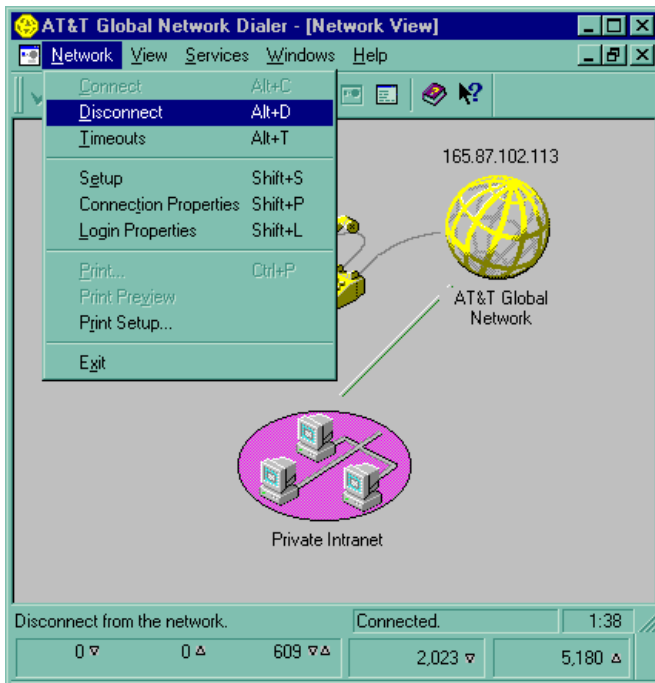 AT&T Global Network Dialer - [Network View]
Network View Services Windows Help
Connect Alt+C
Disconnect Alt+D
Timeouts Alt+T
Setup Shift+S
Connection Properties Shift+P
Login Properties Shift+L
Print... Ctrl+P
Print Preview
Print Setup...
Exit
165.87.102.113
AT&T Global
Network
Private Intranet
Disconnect from the network. Connected. 1:38
0 0 609 2,023 5,180